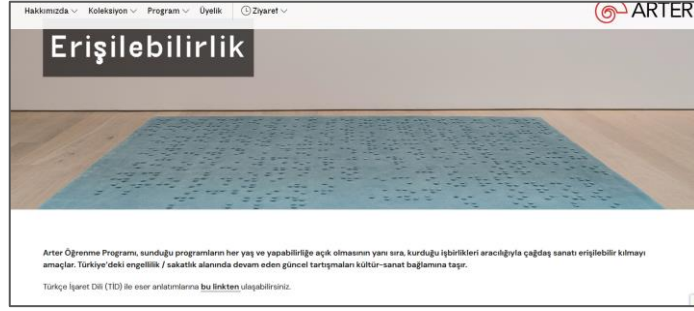 Hakkımızda Koleksiyon Program Üyelik Ziyaret ARTER
Erişilebilirlik
Arter Öğrenme Programı, sunduğu programların her yaş ve yapabilirliğe açık olmasının yanı sıra, kurduğu işbirlikleri aracılığıyla çağdaş sanatı erişilebilir kılmayı
amaçlar. Türkiye'deki engellilik / sakatlık alanında devam eden güncel tartışmaları kültür-sanat bağlamına taşır.
Türkçe İşaret Dili (TİD) ile eser anlatımlarına bu linkten ulaşabilirsiniz.